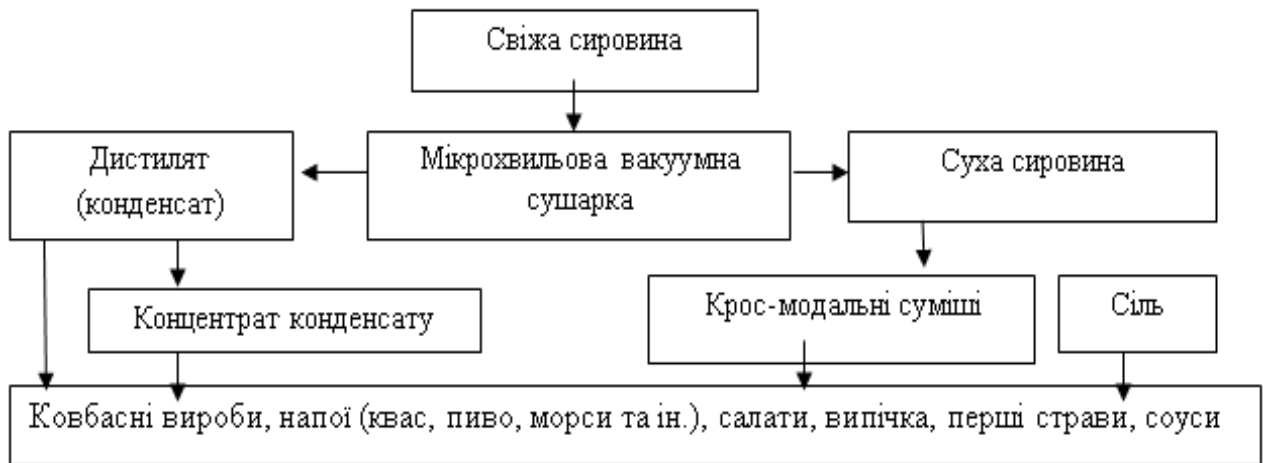 Свіжа сировина
Дистилят
(конденсат)
Мікрохвильова вакуумна
сушарка
Суха сировина
Концентрат конденсату
Крос-модальні суміші
Сіль
Ковбасні вироби, напої (квас, пиво, морси та ін.), салати, випічка, перші страви, соуси